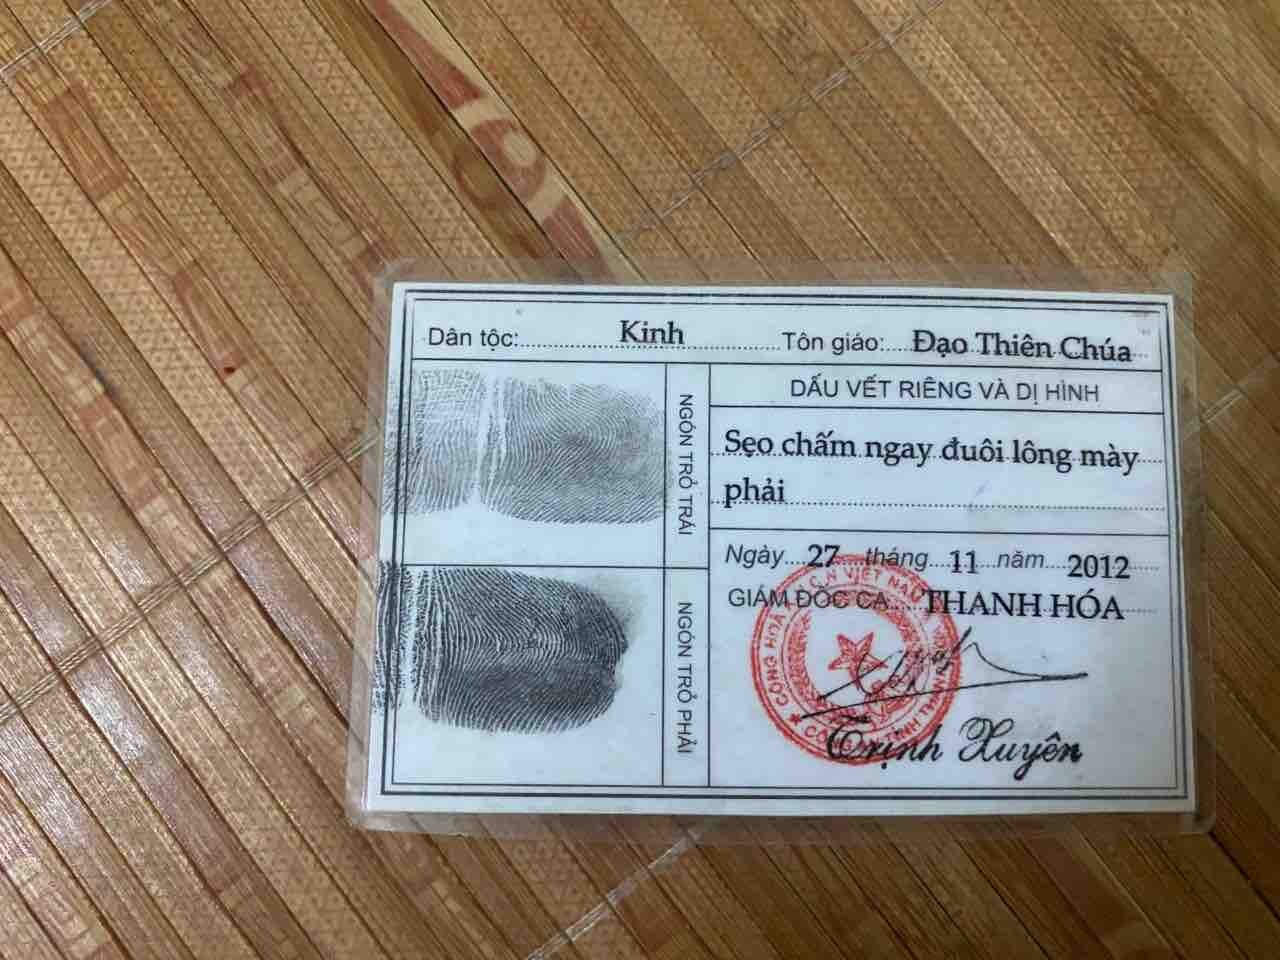 Dân tộc: Kinh Tôn giáo: Đạo Thiên Chúa
NGÓN TRỎ TRÁI
NGÓN TRỎ PHẢI
DẤU VẾT RIÊNG VÀ DỊ HÌNH
Sẹo chấm ngay đuôi lông mày
phải
Ngày 27 tháng 11 năm 2012
GIÁM ĐỐC CA THANH HÓA
Trịnh Xuyên